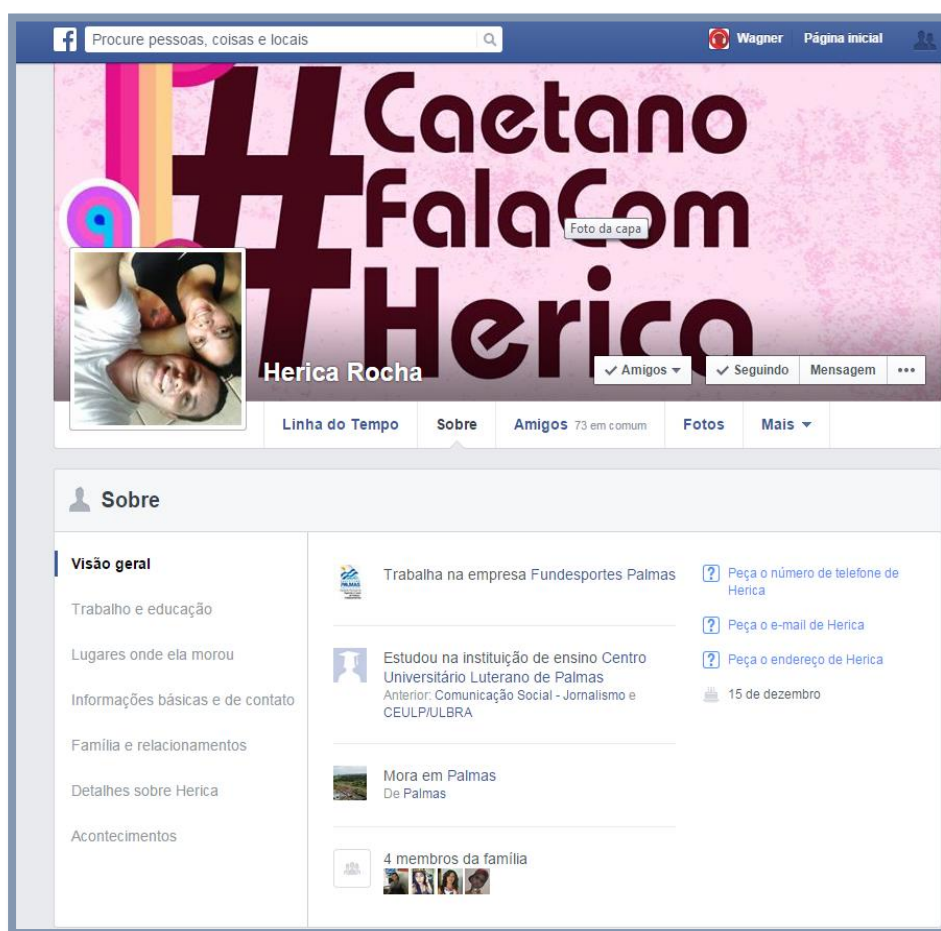 f
Procure pessoas, coisas e locais
Wagner
Página inicial
#Caetano
FalaCom
Herica
Foto da capa
Herica Rocha
Amigos
Seguindo
Mensagem
Linha do Tempo
Sobre
Amigos 73 em comum
Fotos
Mais
Sobre
Visão geral
Trabalho e educação
Lugares onde ela morou
Informações básicas e de contato
Família e relacionamentos
Detalhes sobre Herica
Acontecimentos
PALMAS
Trabalha na empresa Fundesportes Palmas
Estudou na instituição de ensino Centro
Universitário Luterano de Palmas
Anterior: Comunicação Social - Jornalismo e
CEULP/ULBRA
Mora em Palmas
De Palmas
4 membros da família
Peça o número de telefone de
Herica
Peça o e-mail de Herica
Peça o endereço de Herica
15 de dezembro